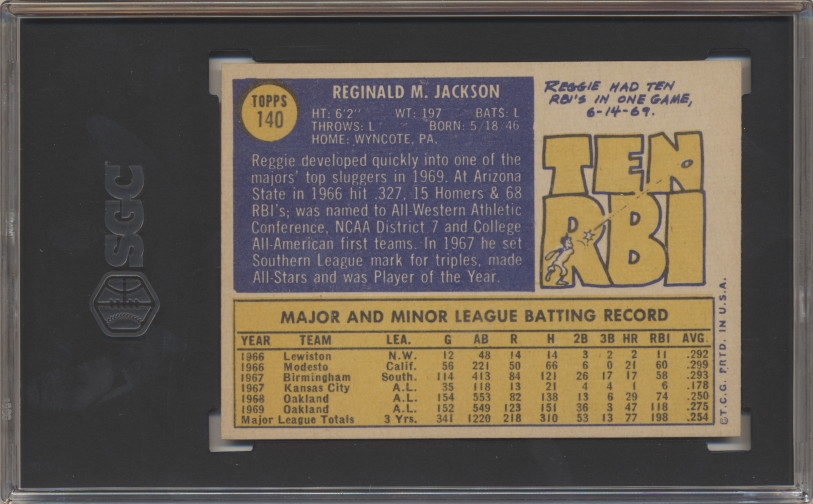 TOPPS
140
REGINALD M. JACKSON
HT: 6'2" WT: 197 BATS: L
THROWS: L BORN: 5/18/46
HOME: WYNCOTE, PA.
Reggie developed quickly into one of the
majors' top sluggers in 1969. At Arizona
State in 1966 hit .327, 15 Homers & 68
RBI's; was named to All-Western Athletic
Conference, NCAA District 7 and College
All-American first teams. In 1967 he set
Southern League mark for triples, made
All-Stars and was Player of the Year.
REGGIE HAD TEN
RBI'S IN ONE GAME,
6-14-69.
TEN
RBI
MAJOR AND MINOR LEAGUE BATTING RECORD
YEAR TEAM LEA. G AB R H 2B 3B HR RBI AVG.
1966 Lewiston N.W. 12 48 14 14 3 2 2 11 .292
1966 Modesto Calif. 56 221 50 66 6 0 21 60 .299
1967 Birmingham South. 114 413 84 121 26 17 17 58 .293
1967 Kansas City A.L. 35 118 13 21 4 4 1 6 .178
1968 Oakland A.L. 154 553 82 138 13 6 29 74 .250
1969 Oakland A.L. 152 549 123 151 36 3 47 118 .275
Major League Totals 3 Yrs. 341 1220 218 310 53 13 77 198 .254
©T.C.G. PRTD. IN U.S.A.
SGC